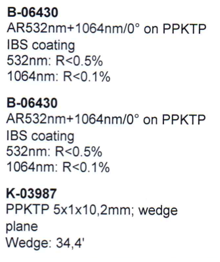 B-06430
AR532nm+1064nm/0° on PPKTP
IBS coating
532nm: R<0.5%
1064nm: R<0.1%
B-06430
AR532nm+1064nm/0° on PPKTP
IBS coating
532nm: R<0.5%
1064nm: R<0.1%
K-03987
PPKTP 5x1x10,2mm; wedge
plane
Wedge: 34,4'